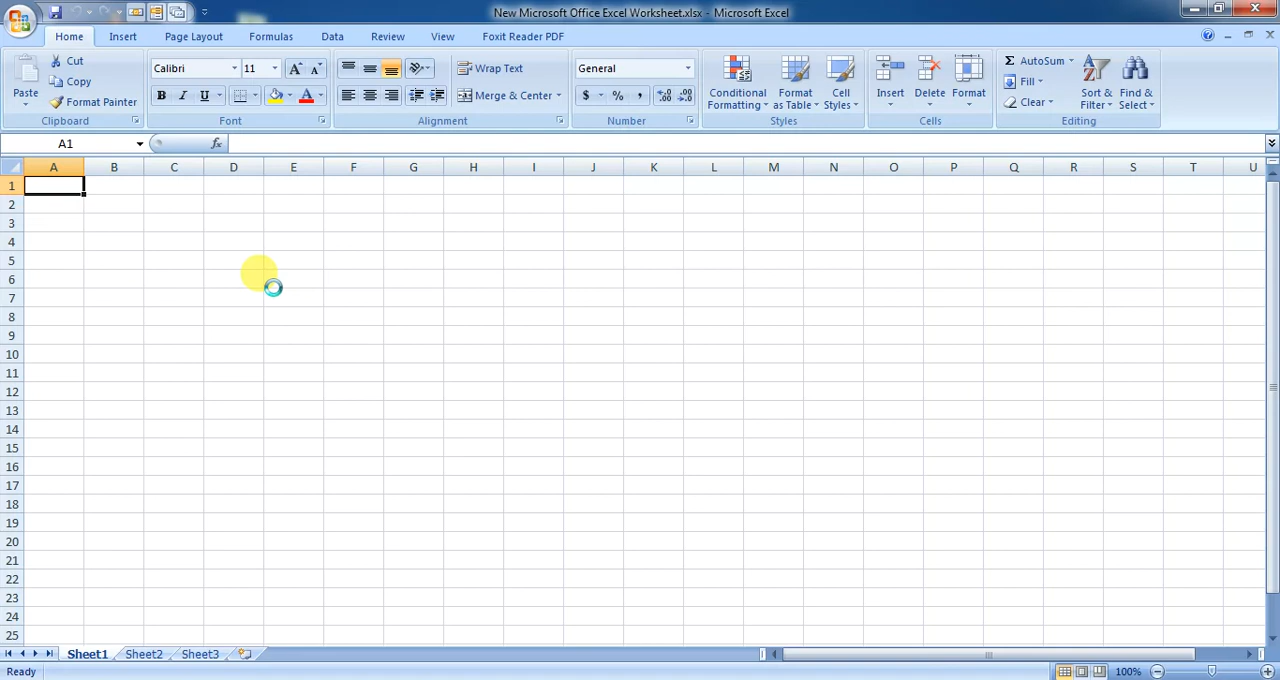 New Microsoft Office Excel Worksheet.xlsx - Microsoft Excel
Home Insert Page Layout Formulas Data Review View Foxit Reader PDF
Paste Cut Copy Format Painter Clipboard
Calibri 11 A A B I U A Font
Wrap Text Merge & Center Alignment
General $ % , .0 .00 .00 .0 Number
Conditional Formatting Format as Table Cell Styles Styles
Insert Delete Format Cells
Σ AutoSum Fill Clear Sort & Filter Find & Select Editing
A1 fx
A B C D E F G H I J K L M N O P Q R S T U
1
2
3
4
5
6
7
8
9
10
11
12
13
14
15
16
17
18
19
20
21
22
23
24
25
Sheet1 Sheet2 Sheet3
Ready 100%